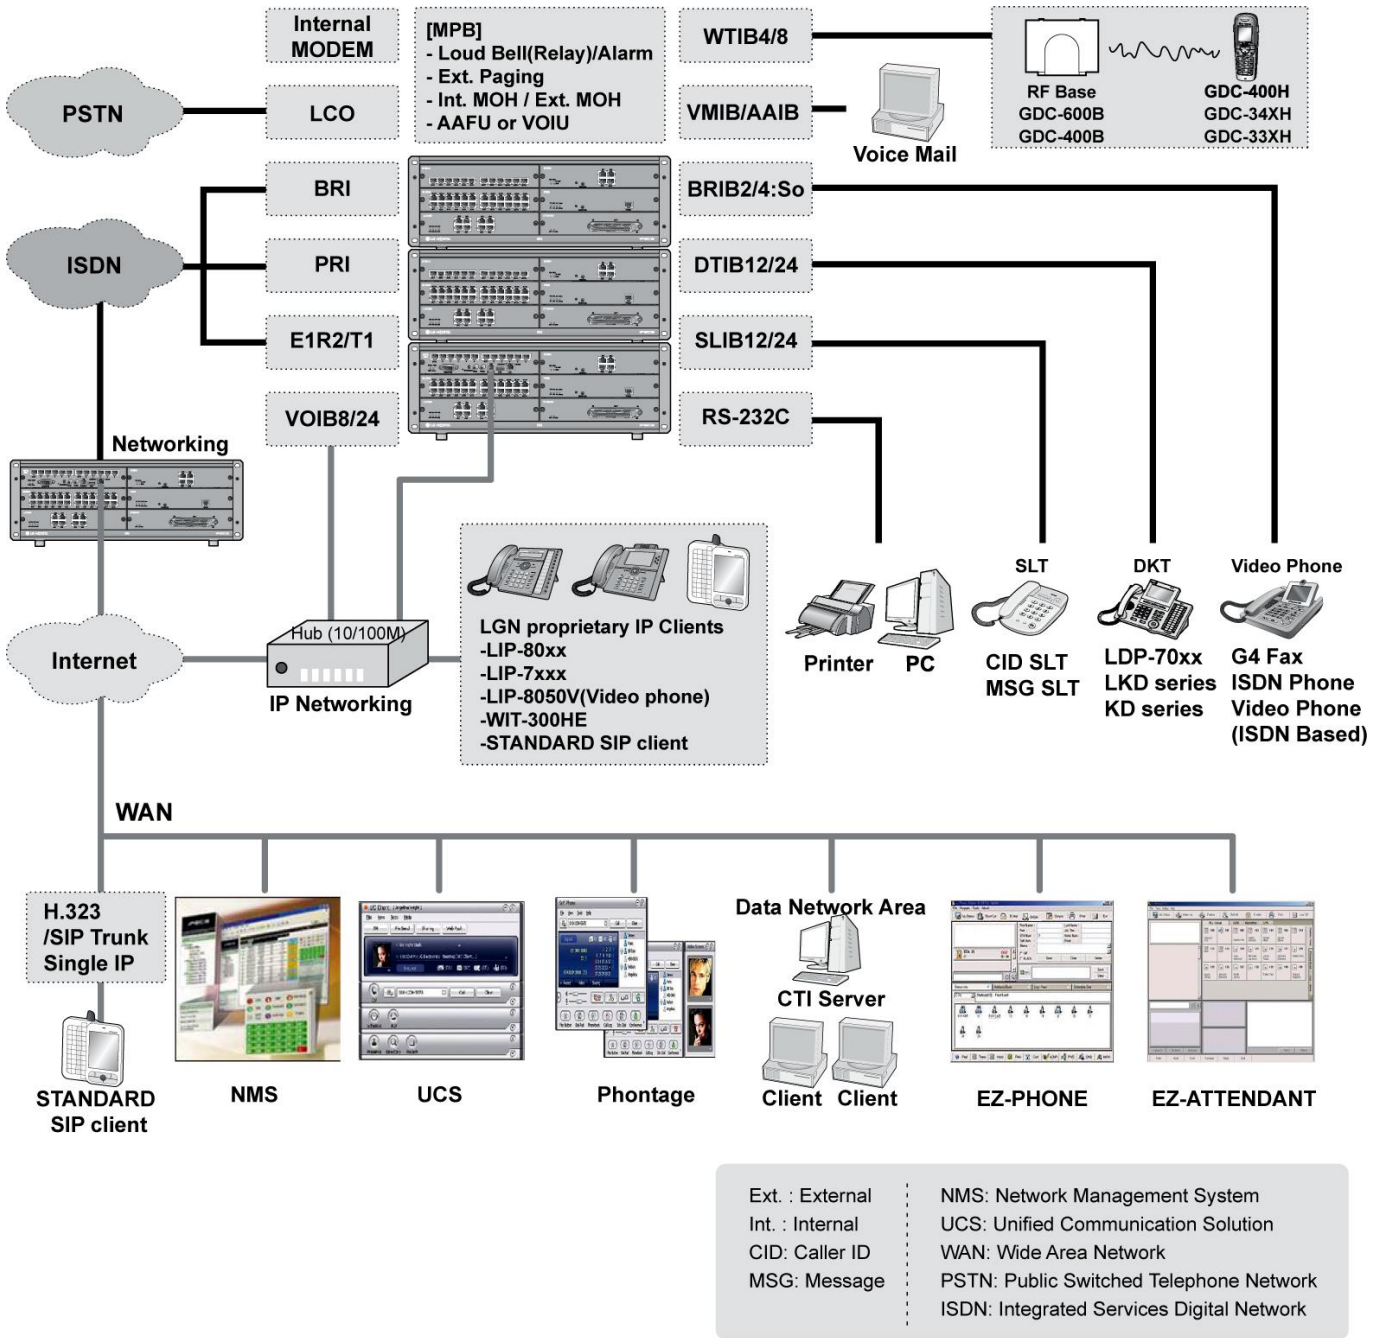 Internal
MODEM
[MPB]
- Loud Bell(Relay)/Alarm
- Ext. Paging
- Int. MOH / Ext. MOH
- AAFU or VOIU
WTIB4/8
RF Base
GDC-600B
GDC-400B
GDC-400H
GDC-34XH
GDC-33XH
PSTN
LCO
VMIB/AAIB
Voice Mail
BRI
BRIB2/4:So
ISDN
PRI
DTIB12/24
E1R2/T1
SLIB12/24
VOIB8/24
RS-232C
Networking
Internet
Hub (10/100M)
IP Networking
LGN proprietary IP Clients
-LIP-80xx
-LIP-7xxx
-LIP-8050V(Video phone)
-WIT-300HE
-STANDARD SIP client
Printer
PC
SLT
CID SLT
MSG SLT
DKT
LDP-70xx
LKD series
KD series
Video Phone
G4 Fax
ISDN Phone
Video Phone
(ISDN Based)
WAN
H.323
/SIP Trunk
Single IP
STANDARD
SIP client
NMS
UCS
Phontage
Data Network Area
CTI Server
Client Client
EZ-PHONE
EZ-ATTENDANT
Ext. : External
Int. : Internal
CID: Caller ID
MSG: Message
NMS: Network Management System
UCS: Unified Communication Solution
WAN: Wide Area Network
PSTN: Public Switched Telephone Network
ISDN: Integrated Services Digital Network